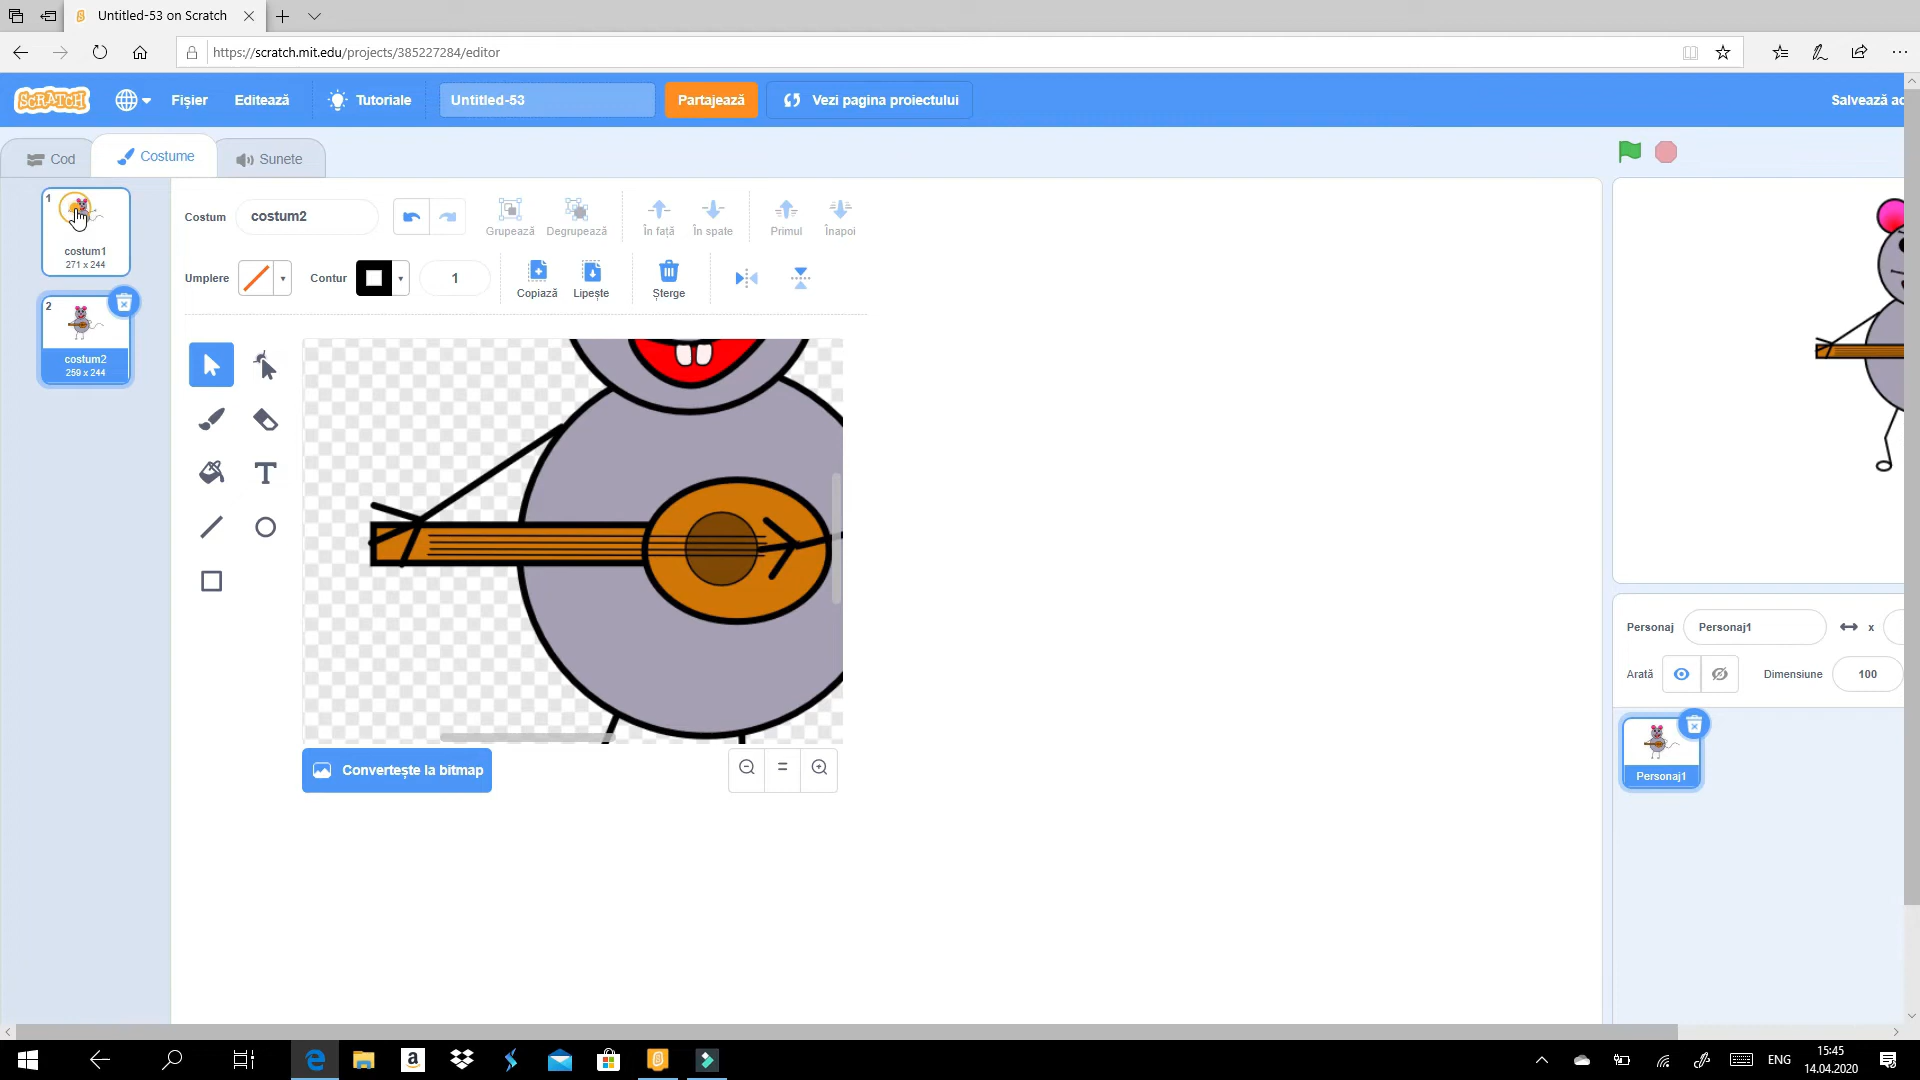 Untitled-53 on Scratch
https://scratch.mit.edu/projects/385227284/editor
SCRATCH
Fișier
Editează
Tutoriale
Untitled-53
Partajează
Vezi pagina proiectului
Salvează ac
Cod
Costume
Sunete
1
costum1
271 x 244
2
costum2
259 x 244
Costum
costum2
Grupează
Degrupează
În față
În spate
Primul
Înapoi
Umplere
Contur
1
Copiază
Lipește
Șterge
T
Convertește la bitmap
=
Personaj
Personaj1
x
Arată
Dimensiune
100
Personaj1
ENG
15:45
14.04.2020